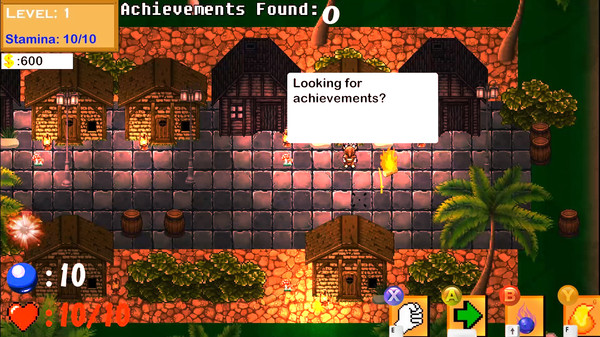 LEVEL: 1
Achievements Found: 0
Stamina: 10/10
$ :600
Looking for
achievements?
:10
:10/10
X
A
B
Y
E
F